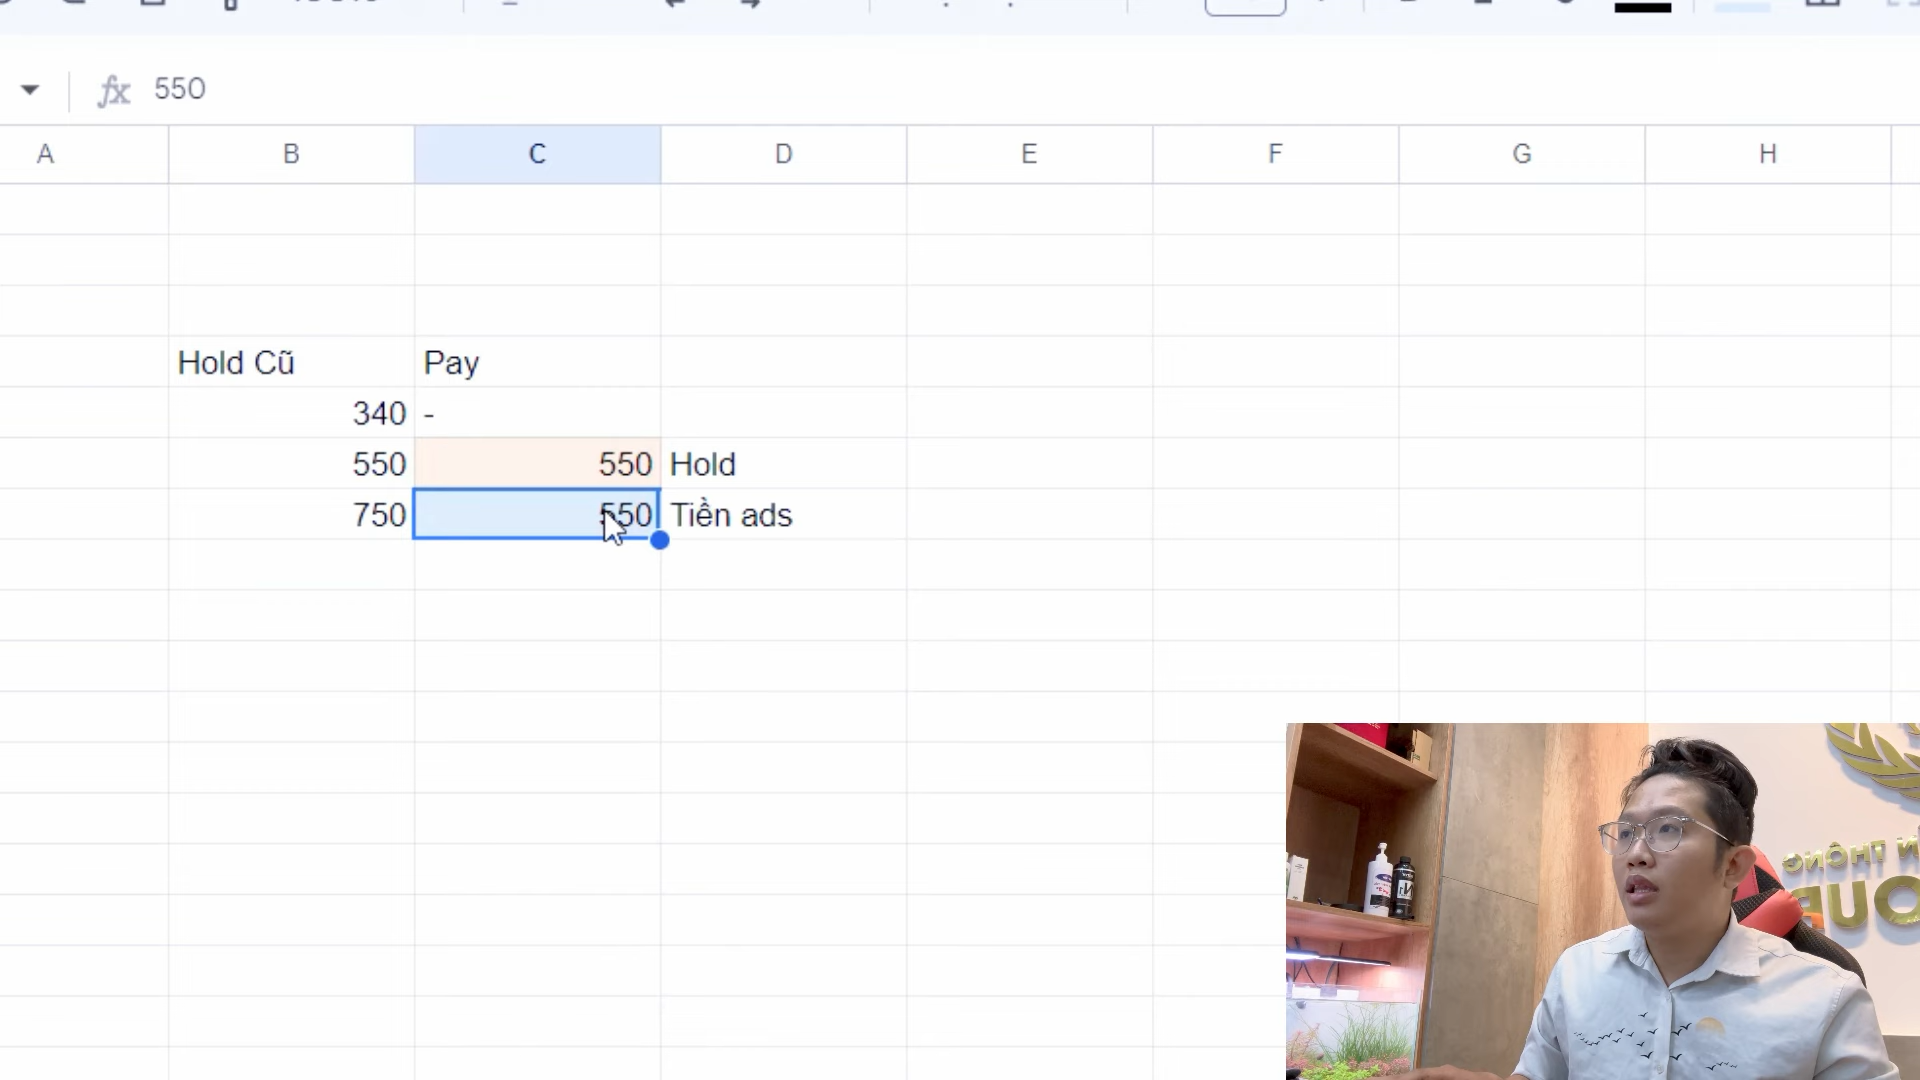 550
A B C D E F G H
Hold Cũ Pay
340 -
550 550 Hold
750 550 Tiền ads